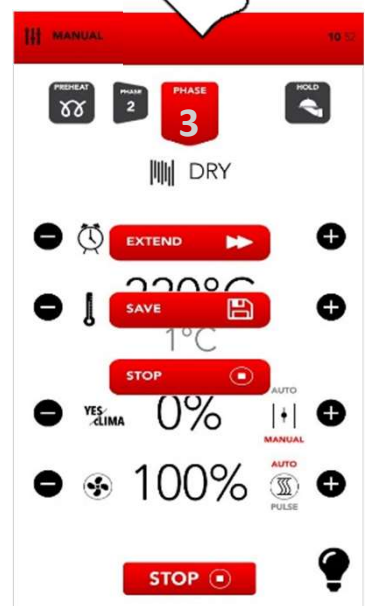 MANUAL 10:52
PREHEAT PHASE 2 PHASE 3 HOLD
DRY
EXTEND
SAVE
1°C
STOP
AUTO
YES/CLIMA 0%
MANUAL
AUTO
100%
PULSE
STOP